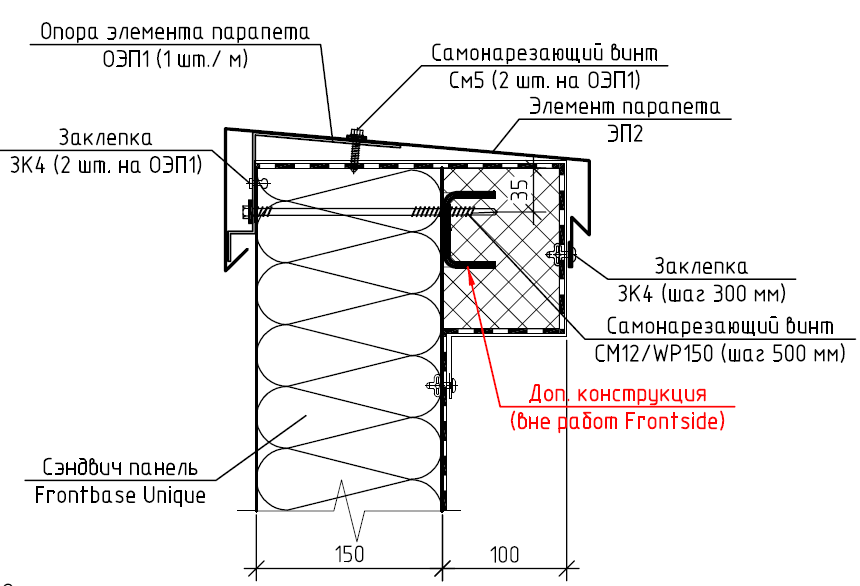 Опора элемента парапета
ОЭП1 (1 шт./ м)
Самонарезающий винт
См5 (2 шт. на ОЭП1)
Элемент парапета
ЭП2
Заклепка
ЗК4 (2 шт. на ОЭП1)
35
Заклепка
ЗК4 (шаг 300 мм)
Самонарезающий винт
СМ12/WP150 (шаг 500 мм)
Доп. конструкция
(вне работ Frontside)
Сэндвич панель
Frontbase Unique
150
100